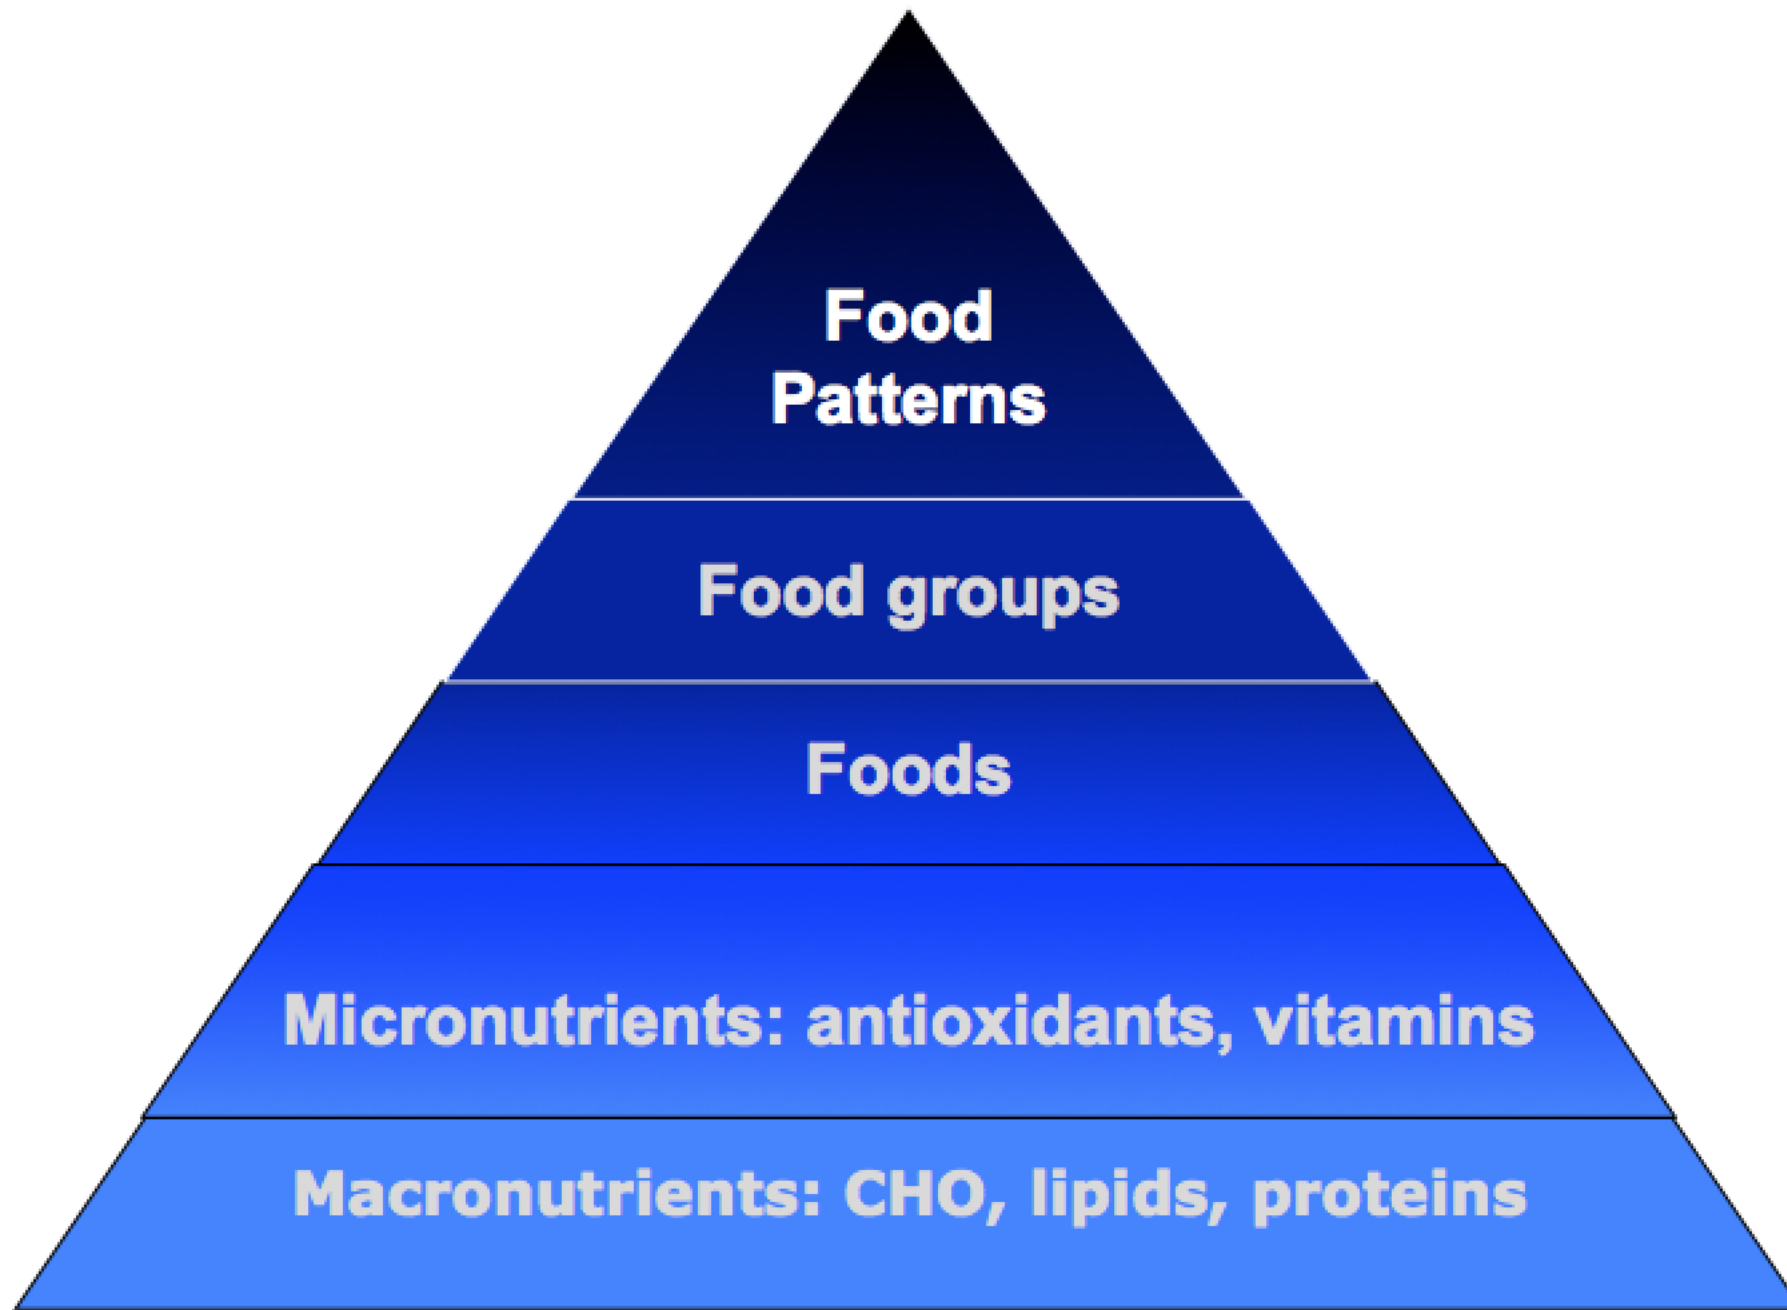 Food
Patterns
Food groups
Foods
Micronutrients: antioxidants, vitamins
Macronutrients: CHO, lipids, proteins